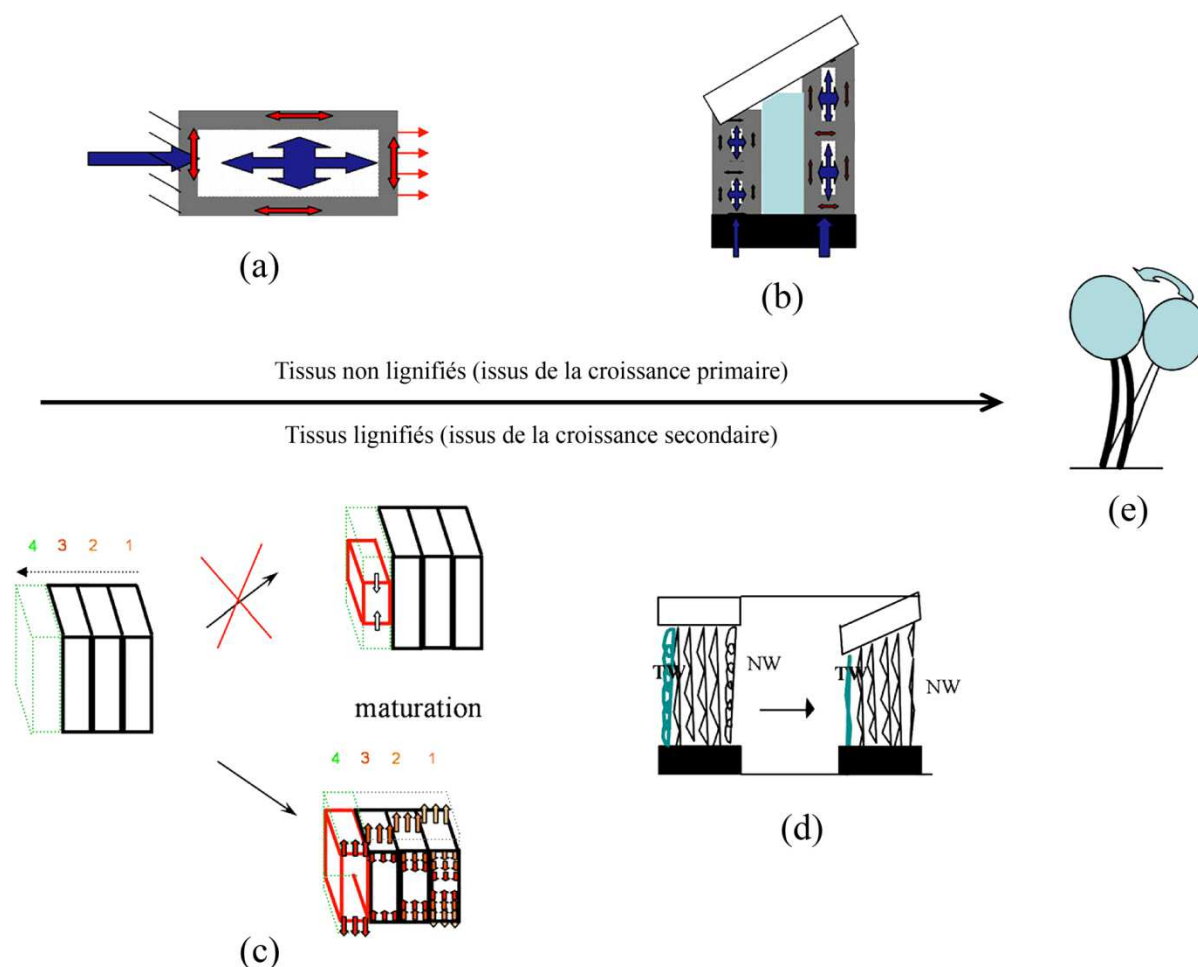 (a)
(b)
Tissus non lignifiés (issus de la croissance primaire)
Tissus lignifiés (issus de la croissance secondaire)
(e)
4 3 2 1
maturation
4 3 2 1
(c)
TW NW
TW NW
(d)